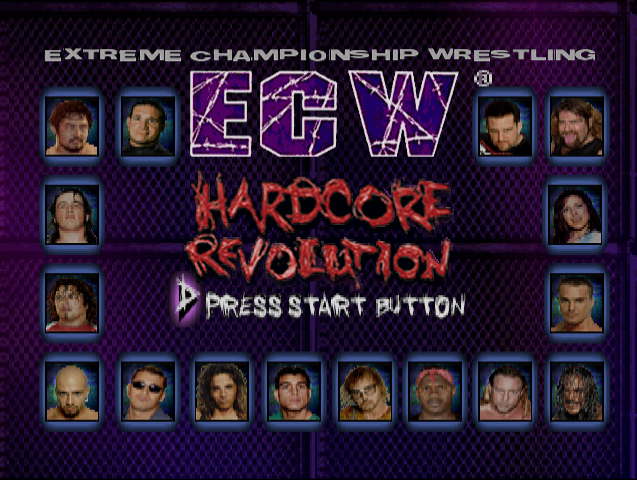 EXTREME CHAMPIONSHIP WRESTLING
ECW®
HARDCORE
REVOLUTION
PRESS START BUTTON